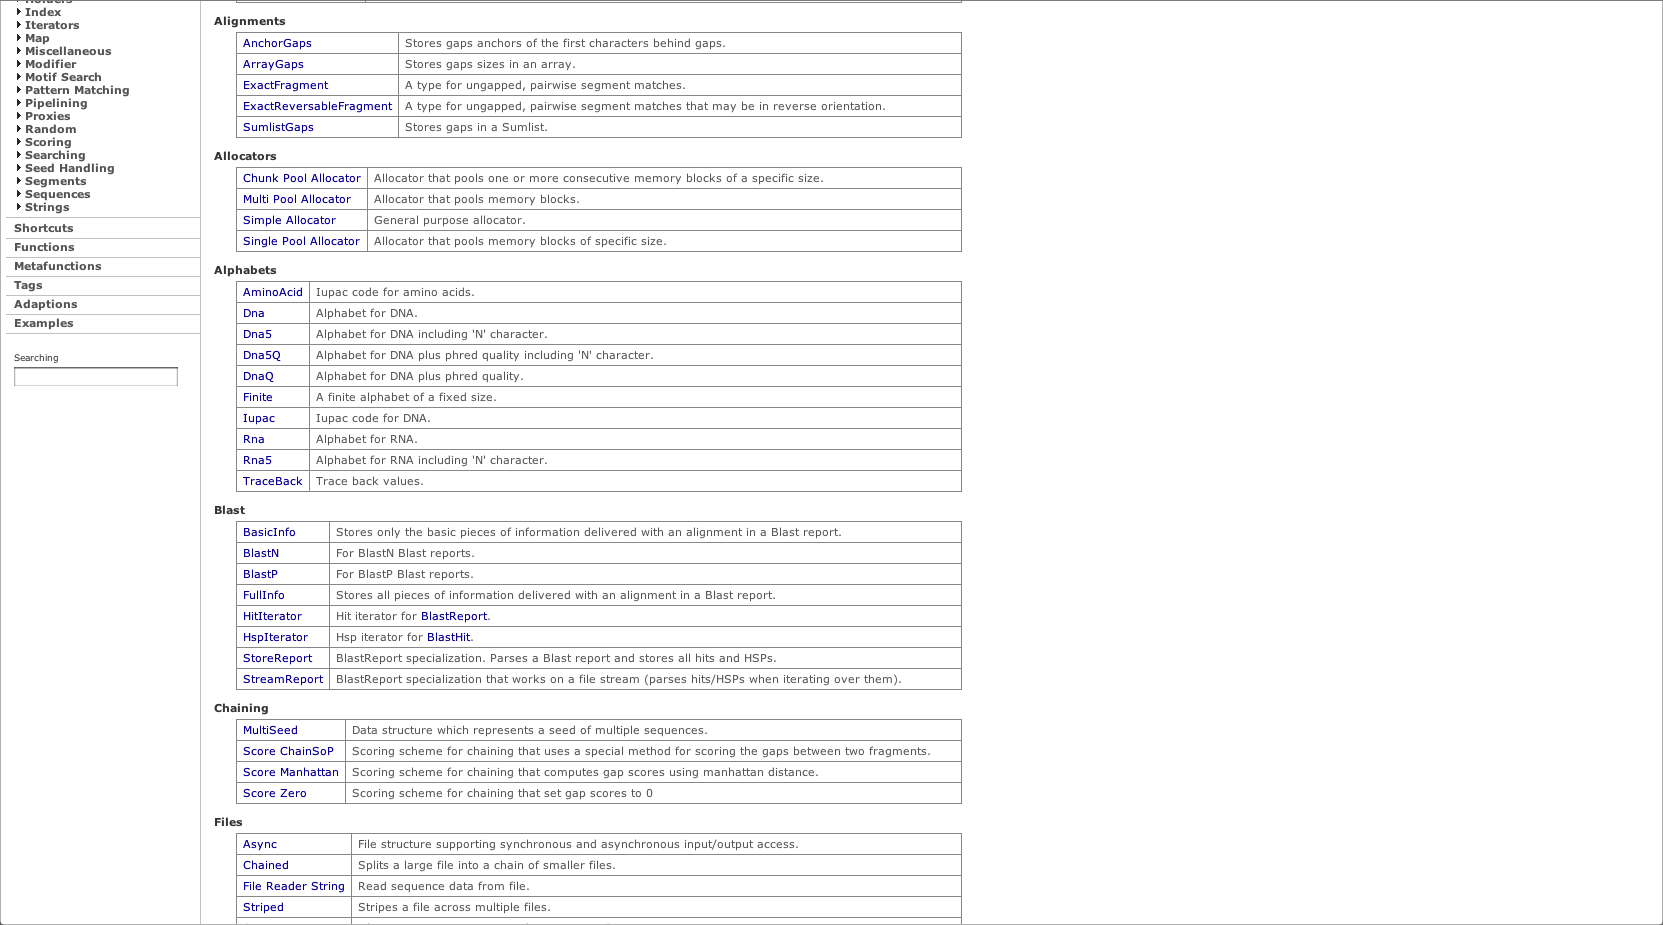 Holders
Index
Iterators
Map
Miscellaneous
Modifier
Motif Search
Pattern Matching
Pipelining
Proxies
Random
Scoring
Searching
Seed Handling
Segments
Sequences
Strings
Shortcuts
Functions
Metafunctions
Tags
Adaptions
Examples
Searching
Alignments
AnchorGaps Stores gaps anchors of the first characters behind gaps.
ArrayGaps Stores gaps sizes in an array.
ExactFragment A type for ungapped, pairwise segment matches.
ExactReversableFragment A type for ungapped, pairwise segment matches that may be in reverse orientation.
SumlistGaps Stores gaps in a Sumlist.
Allocators
Chunk Pool Allocator Allocator that pools one or more consecutive memory blocks of a specific size.
Multi Pool Allocator Allocator that pools memory blocks.
Simple Allocator General purpose allocator.
Single Pool Allocator Allocator that pools memory blocks of specific size.
Alphabets
AminoAcid Iupac code for amino acids.
Dna Alphabet for DNA.
Dna5 Alphabet for DNA including 'N' character.
Dna5Q Alphabet for DNA plus phred quality including 'N' character.
DnaQ Alphabet for DNA plus phred quality.
Finite A finite alphabet of a fixed size.
Iupac Iupac code for DNA.
Rna Alphabet for RNA.
Rna5 Alphabet for RNA including 'N' character.
TraceBack Trace back values.
Blast
BasicInfo Stores only the basic pieces of information delivered with an alignment in a Blast report.
BlastN For BlastN Blast reports.
BlastP For BlastP Blast reports.
FullInfo Stores all pieces of information delivered with an alignment in a Blast report.
HitIterator Hit iterator for BlastReport.
HspIterator Hsp iterator for BlastHit.
StoreReport BlastReport specialization. Parses a Blast report and stores all hits and HSPs.
StreamReport BlastReport specialization that works on a file stream (parses hits/HSPs when iterating over them).
Chaining
MultiSeed Data structure which represents a seed of multiple sequences.
Score ChainSoP Scoring scheme for chaining that uses a special method for scoring the gaps between two fragments.
Score Manhattan Scoring scheme for chaining that computes gap scores using manhattan distance.
Score Zero Scoring scheme for chaining that set gap scores to 0
Files
Async File structure supporting synchronous and asynchronous input/output access.
Chained Splits a large file into a chain of smaller files.
File Reader String Read sequence data from file.
Striped Stripes a file across multiple files.